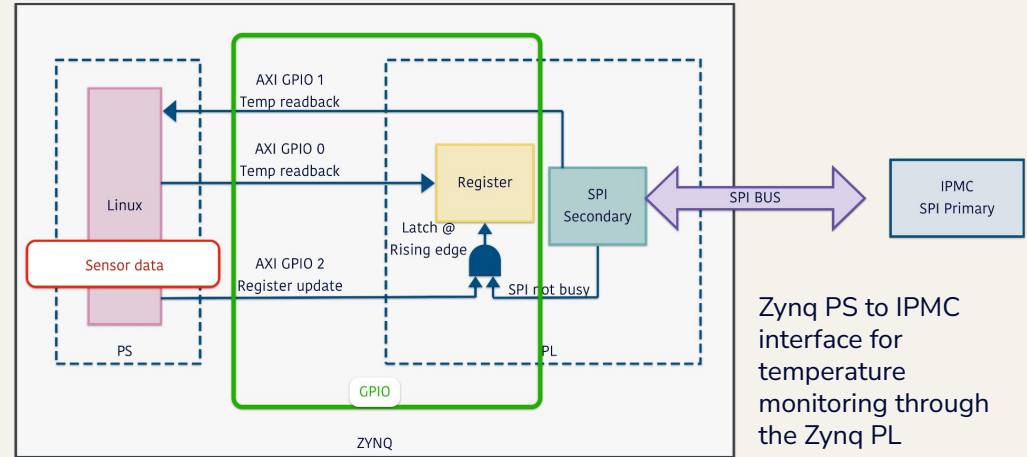 AXI GPIO 1
Temp readback
AXI GPIO 0
Temp readback
Linux
Register
SPI
Secondary
SPI BUS
IPMC
SPI Primary
Latch @
Rising edge
Sensor data
AXI GPIO 2
Register update
SPI not busy
PS
PL
GPIO
ZYNQ
Zynq PS to IPMC
interface for
temperature
monitoring through
the Zynq PL